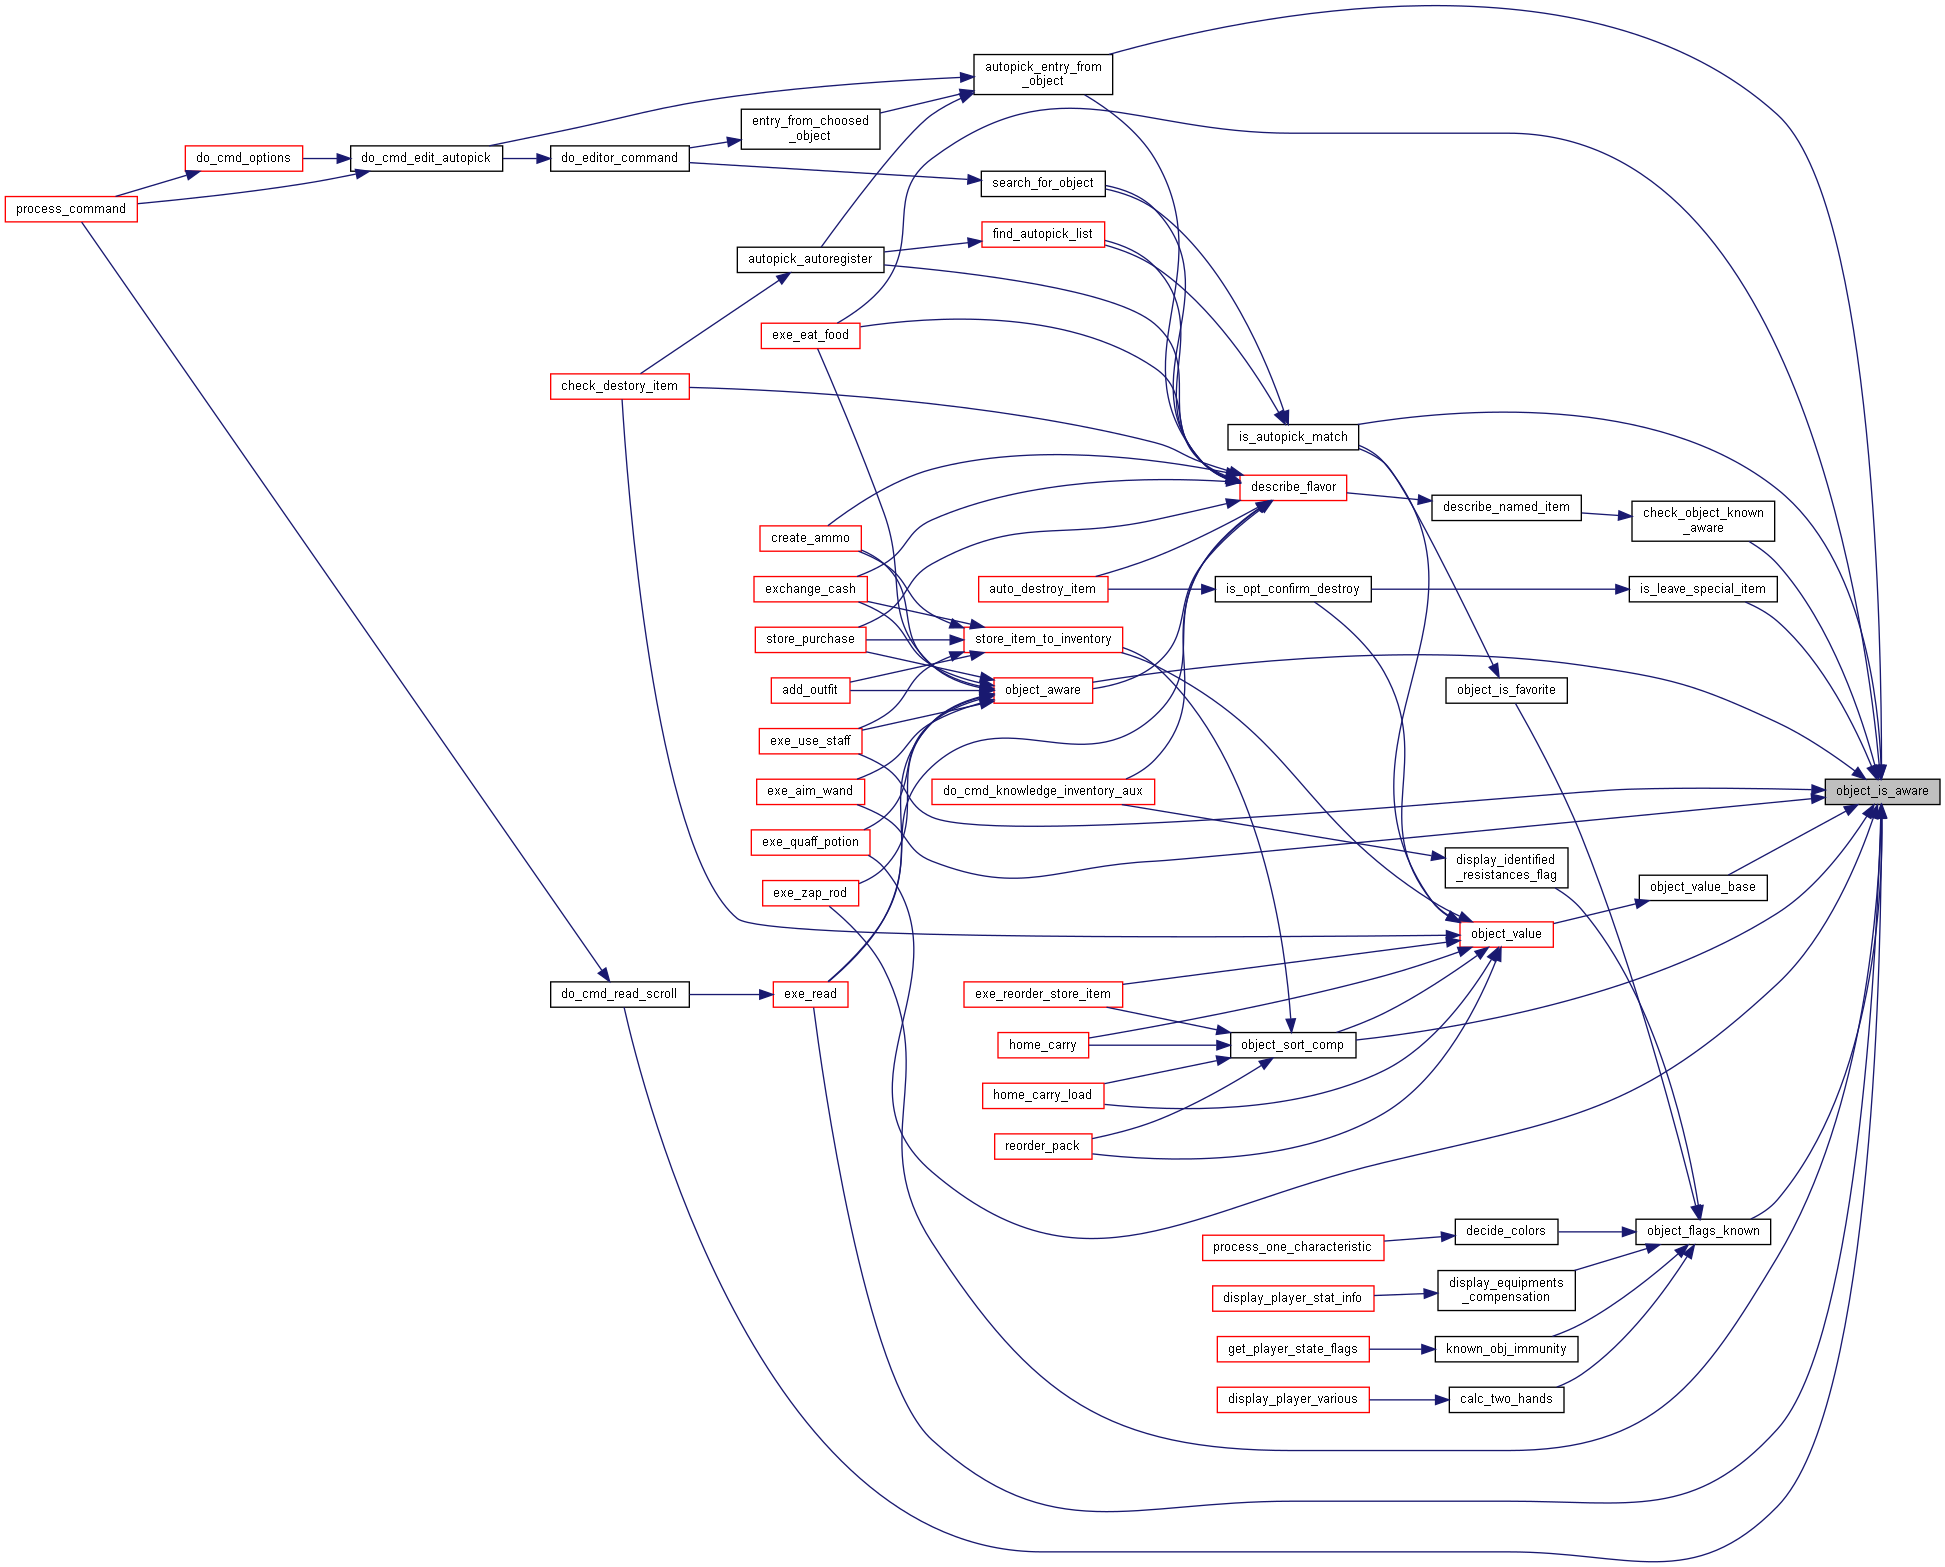 autopick_entry_from
_object
entry_from_choosed
_object
do_cmd_options
do_cmd_edit_autopick
do_editor_command
search_for_object
process_command
find_autopick_list
autopick_autoregister
exe_eat_food
check_destory_item
is_autopick_match
describe_flavor
describe_named_item
check_object_known
_aware
create_ammo
exchange_cash
auto_destroy_item
is_opt_confirm_destroy
is_leave_special_item
store_purchase
store_item_to_inventory
add_outfit
object_aware
object_is_favorite
exe_use_staff
exe_aim_wand
do_cmd_knowledge_inventory_aux
object_is_aware
exe_quaff_potion
display_identified
_resistances_flag
exe_zap_rod
object_value_base
object_value
do_cmd_read_scroll
exe_read
exe_reorder_store_item
home_carry
object_sort_comp
home_carry_load
reorder_pack
decide_colors
object_flags_known
process_one_characteristic
display_equipments
_compensation
display_player_stat_info
get_player_state_flags
known_obj_immunity
display_player_various
calc_two_hands